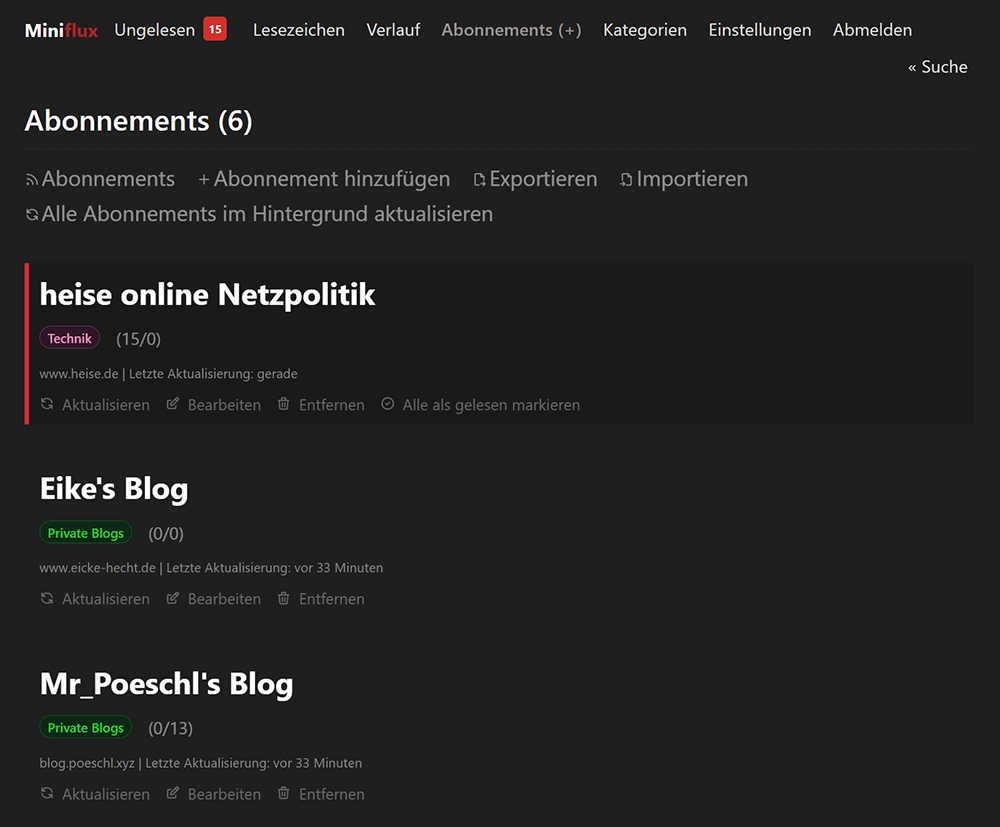 Miniflux Ungelesen 15 Lesezeichen Verlauf Abonnements (+) Kategorien Einstellungen Abmelden
« Suche
Abonnements (6)
Abonnements + Abonnement hinzufügen Exportieren Importieren
Alle Abonnements im Hintergrund aktualisieren
heise online Netzpolitik
Technik (15/0)
www.heise.de | Letzte Aktualisierung: gerade
Aktualisieren Bearbeiten Entfernen Alle als gelesen markieren
Eike's Blog
Private Blogs (0/0)
www.eicke-hecht.de | Letzte Aktualisierung: vor 33 Minuten
Aktualisieren Bearbeiten Entfernen
Mr_Poeschl's Blog
Private Blogs (0/13)
blog.poeschl.xyz | Letzte Aktualisierung: vor 33 Minuten
Aktualisieren Bearbeiten Entfernen